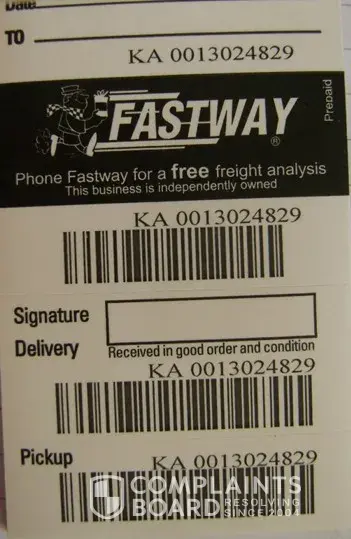 Date
TO
KA 0013024829
Prepaid
FASTWAY®
Phone Fastway for a free freight analysis
This business is independently owned
KA 0013024829
Signature
Delivery
Received in good order and condition
KA 0013024829
Pickup
KA 0013024829
COMPLAINTS
BOARD
RESOLVING
SINCE 2004